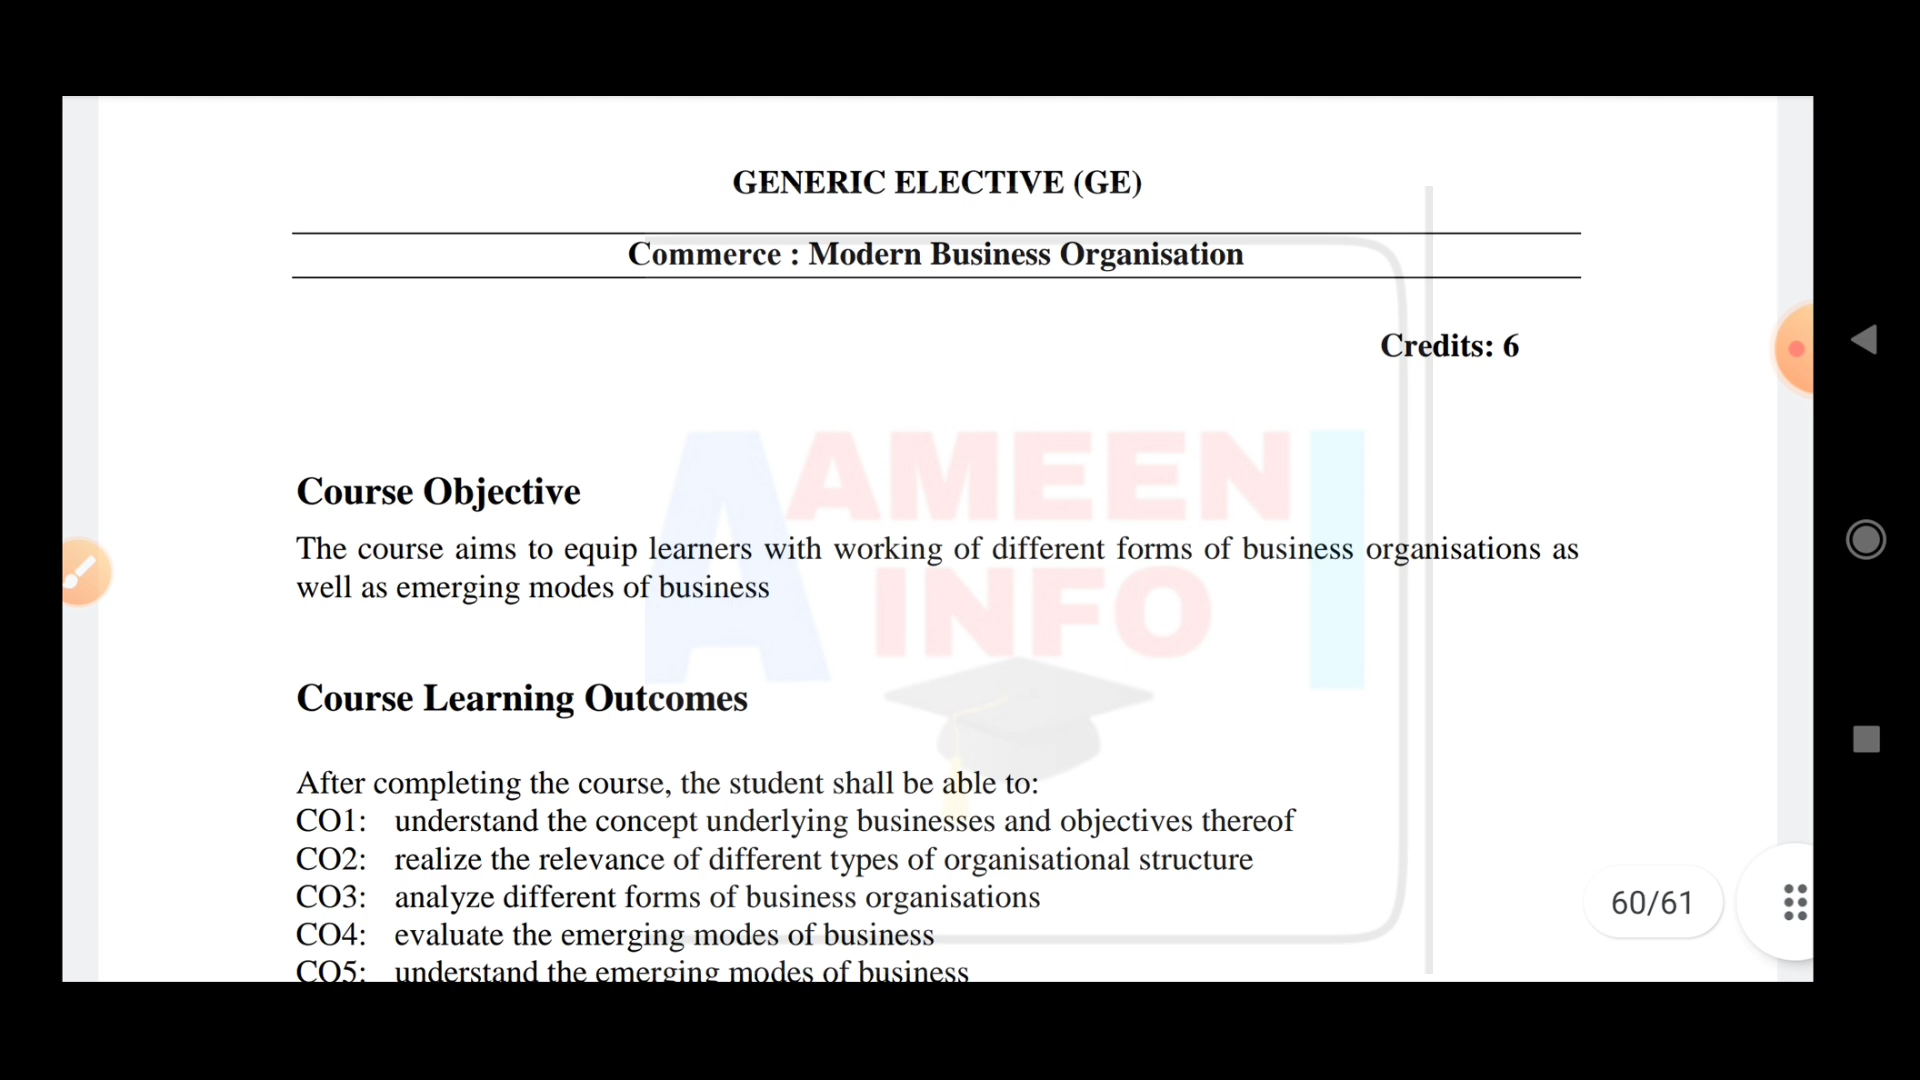 GENERIC ELECTIVE (GE)
Commerce : Modern Business Organisation
Credits: 6
AMEEN
INFO
Course Objective
The course aims to equip learners with working of different forms of business organisations as
well as emerging modes of business
Course Learning Outcomes
After completing the course, the student shall be able to:
CO1: understand the concept underlying businesses and objectives thereof
CO2: realize the relevance of different types of organisational structure
CO3: analyze different forms of business organisations
CO4: evaluate the emerging modes of business
CO5: understand the emerging modes of business
60/61
A
I